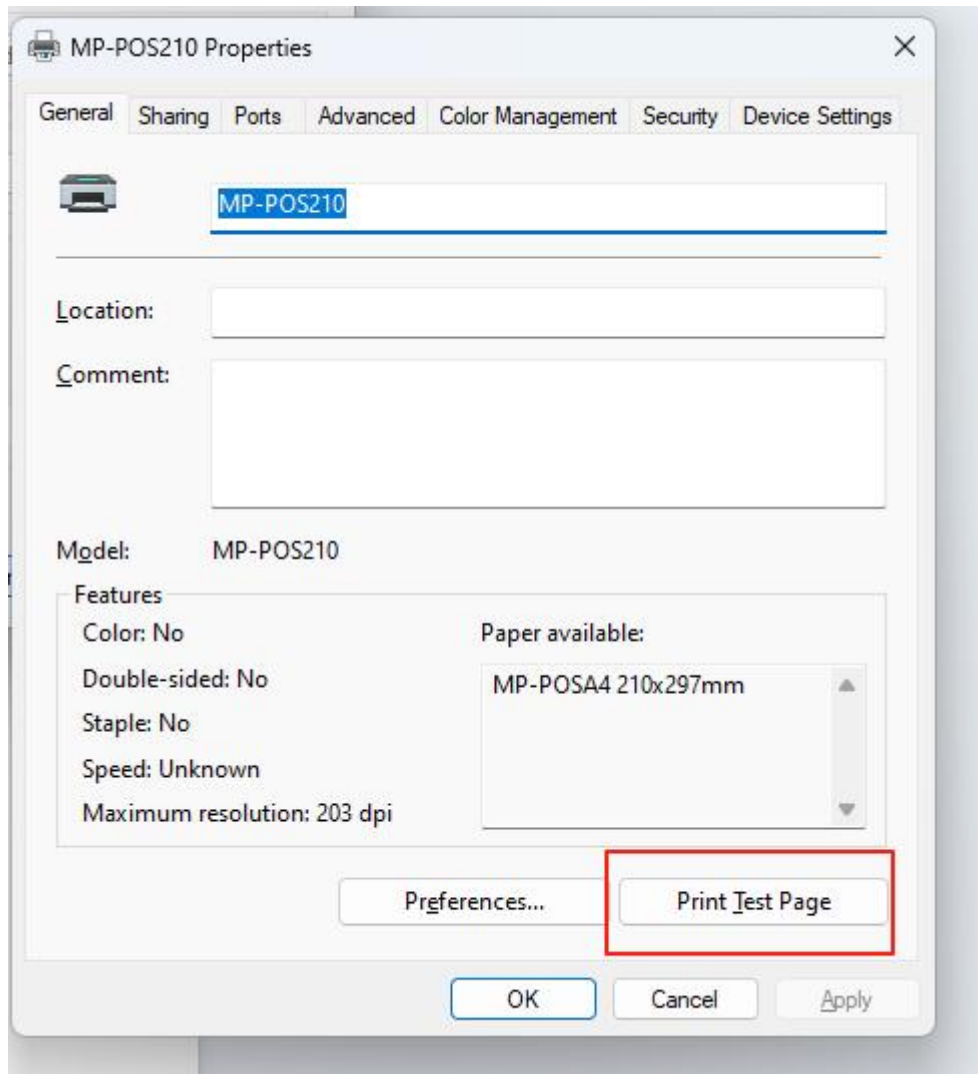 MP-POS210 Properties
General Sharing Ports Advanced Color Management Security Device Settings
MP-POS210
Location:
Comment:
Model: MP-POS210
Features
Color: No
Double-sided: No
Staple: No
Speed: Unknown
Maximum resolution: 203 dpi
Paper available:
MP-POSA4 210x297mm
Preferences... Print Test Page
OK Cancel Apply